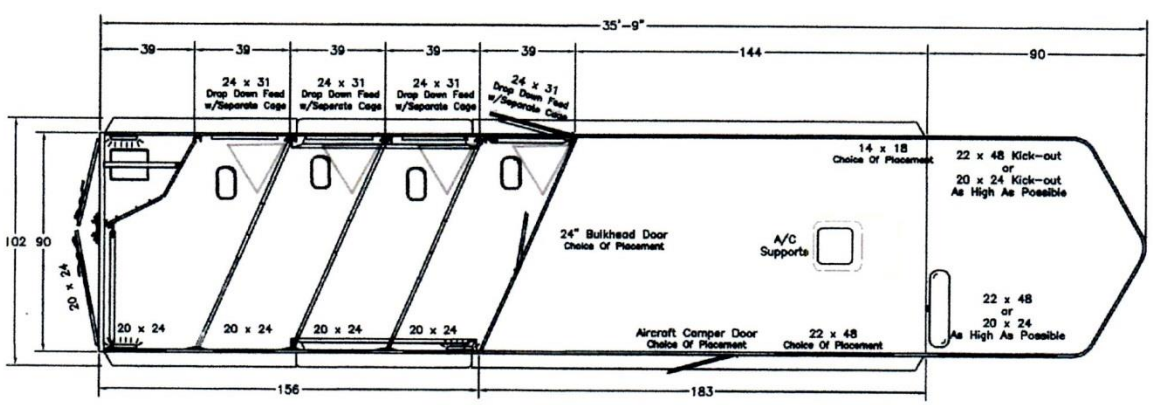 35'-9"
39 39 39 39 39 144 90
24 x 31
Drop Down Feed
w/Separate Cage
24 x 31
Drop Down Feed
w/Separate Cage
24 x 31
Drop Down Feed
w/Separate Cage
24 x 31
Drop Down Feed
w/Separate Cage
14 x 18
Choice Of Placement
22 x 48 Kick-out
or
20 x 24 Kick-out
As High As Possible
102 90
24" Bulkhead Door
Choice Of Placement
A/C
Supports
20 x 24
20 x 24
20 x 24
20 x 24
20 x 24
Aircraft Camper Door
Choice Of Placement
22 x 48
Choice Of Placement
22 x 48
or
20 x 24
As High As Possible
156 183